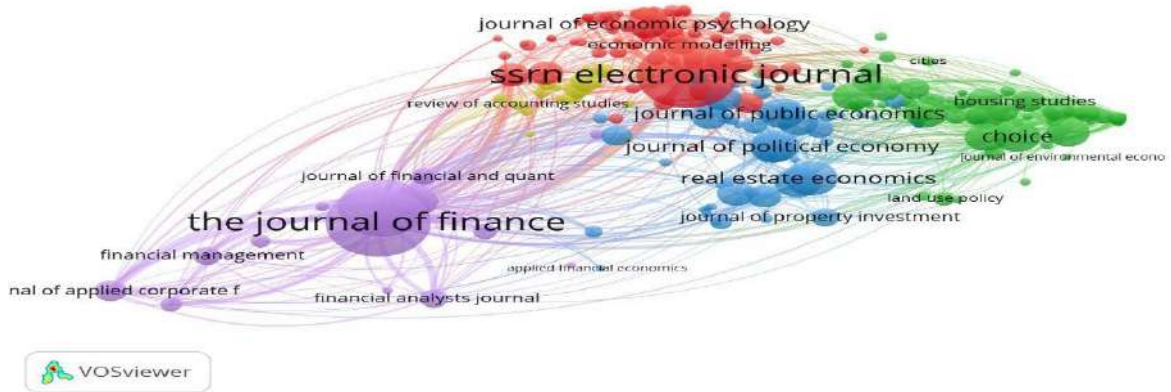 journal of economic psychology
economic modelling
cities
ssrn electronic journal
review of accounting studies
housing studies
journal of public economics
choice
journal of political economy
journal of environmental econo
journal of financial and quant
real estate economics
land use policy
the journal of finance
journal of property investment
financial management
applied financial economics
nal of applied corporate f
financial analysts journal
VOSviewer